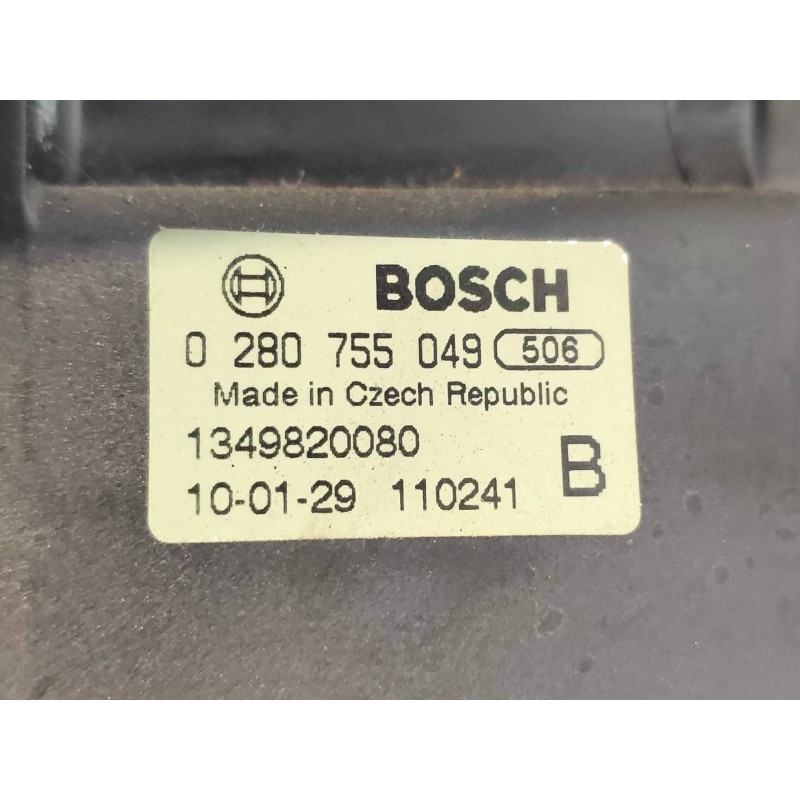 BOSCH
0 280 755 049 506
Made in Czech Republic
1349820080
B
10-01-29 110241